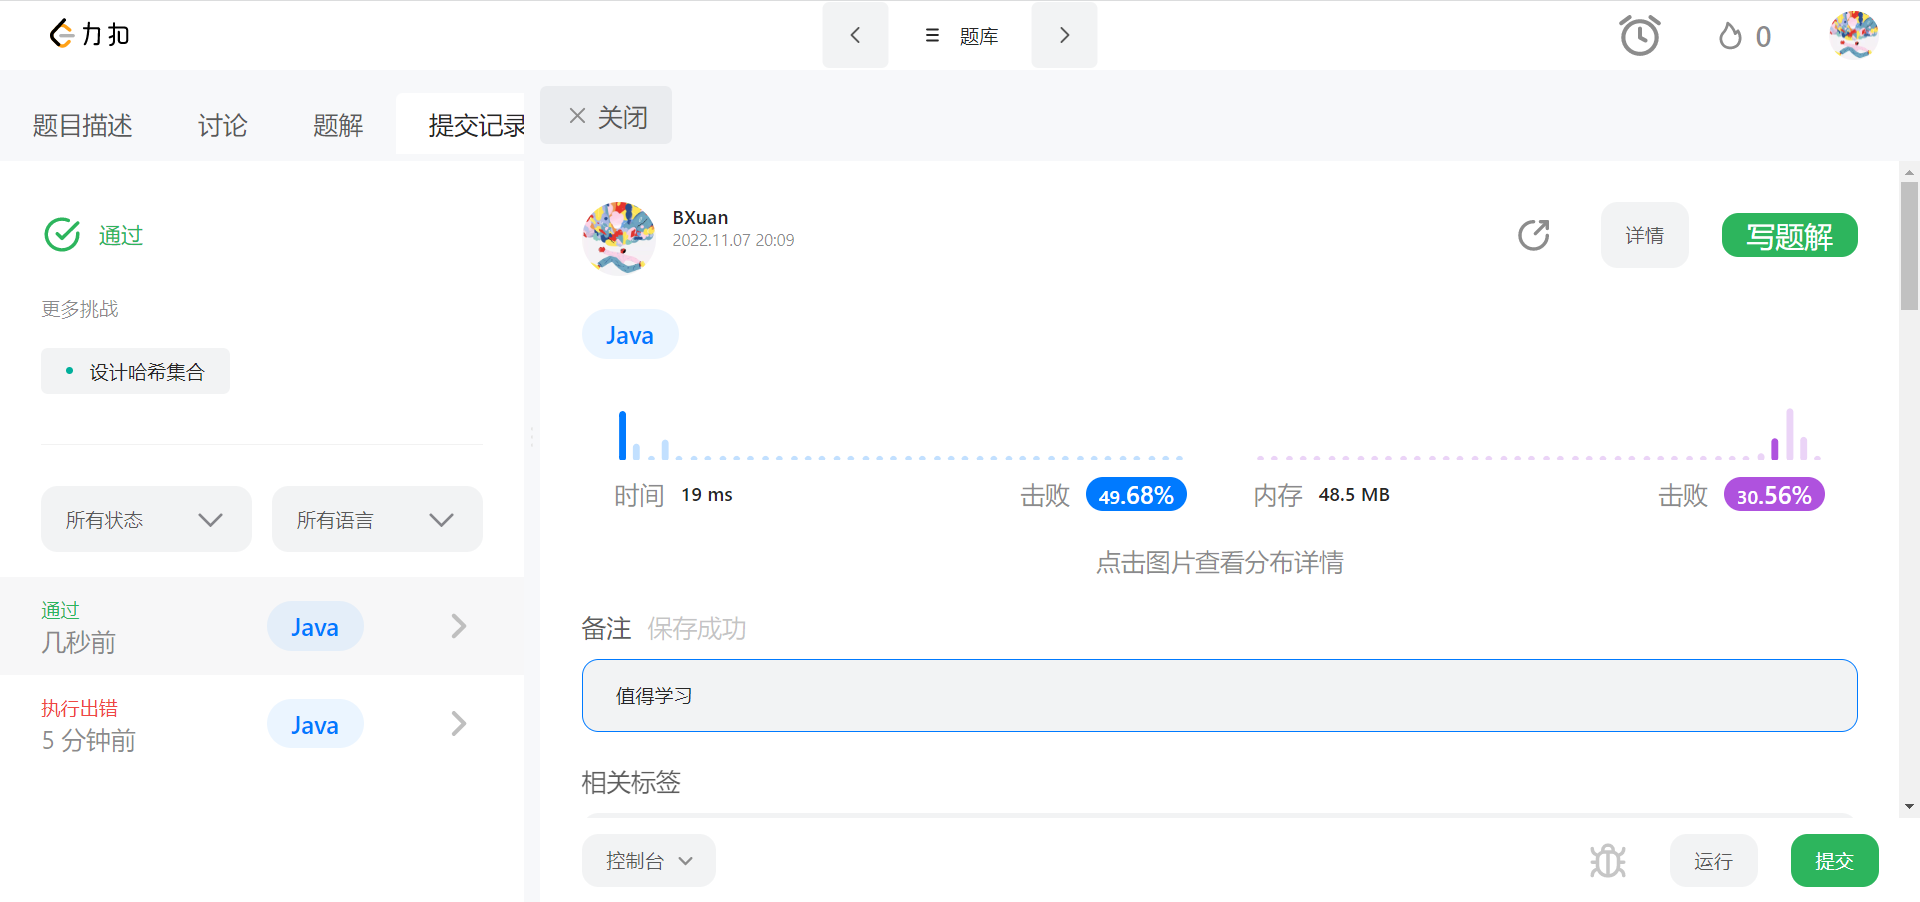 力扣
题库
0
题目描述 讨论 题解 提交记录
关闭
通过
更多挑战
设计哈希集合
所有状态 所有语言
通过
几秒前
Java
执行出错
5 分钟前
Java
BXuan
2022.11.07 20:09
详情
写题解
Java
时间 19 ms 击败 49.68%
内存 48.5 MB 击败 30.56%
点击图片查看分布详情
备注 保存成功
值得学习
相关标签
控制台
运行
提交